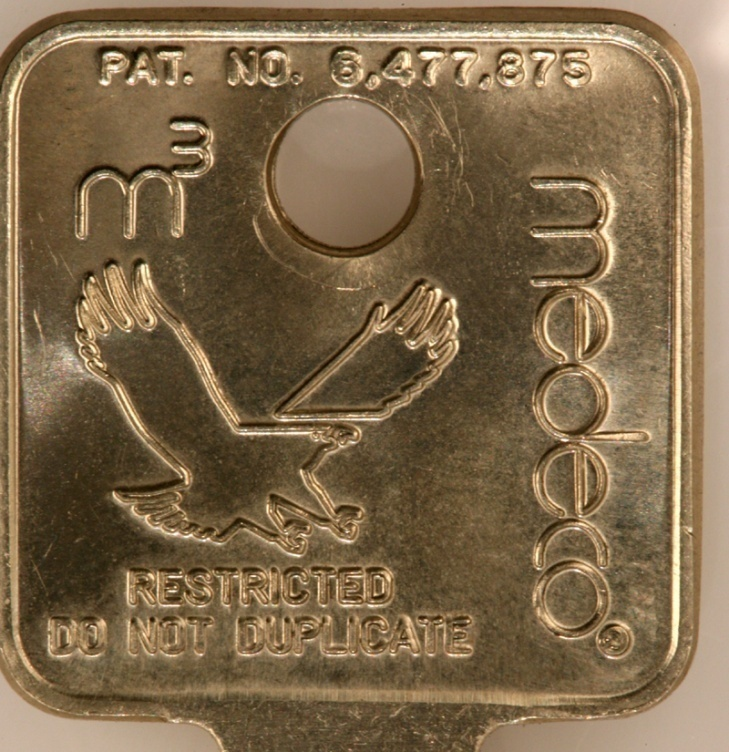 PAT. NO. 6,477,875
m³
medeco®
RESTRICTED
DO NOT DUPLICATE